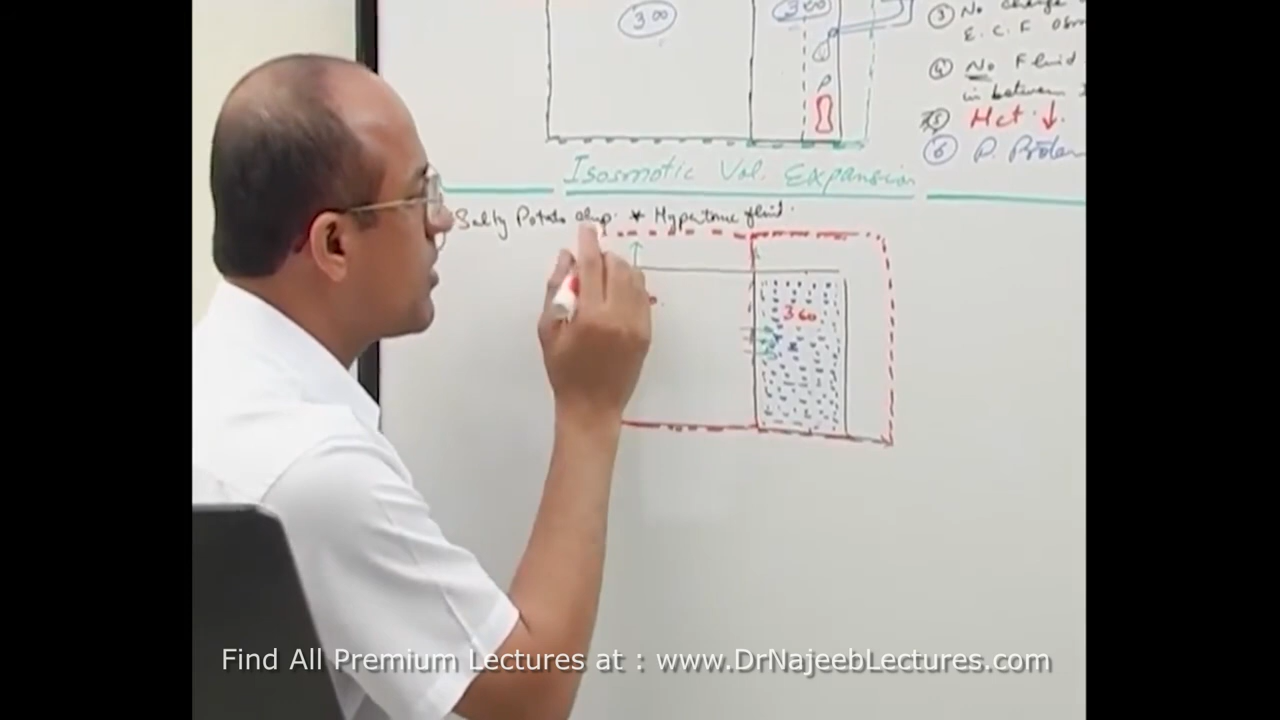 300
300
③ No change
E. C. F
④ No Fluid
in between
⑤ Hct ↓
⑥ P. Protein
P
Isosmotic Vol. Expansion
Salty Potato chip. * Hypertonic fluid.
360
Find All Premium Lectures at : www.DrNajeebLectures.com